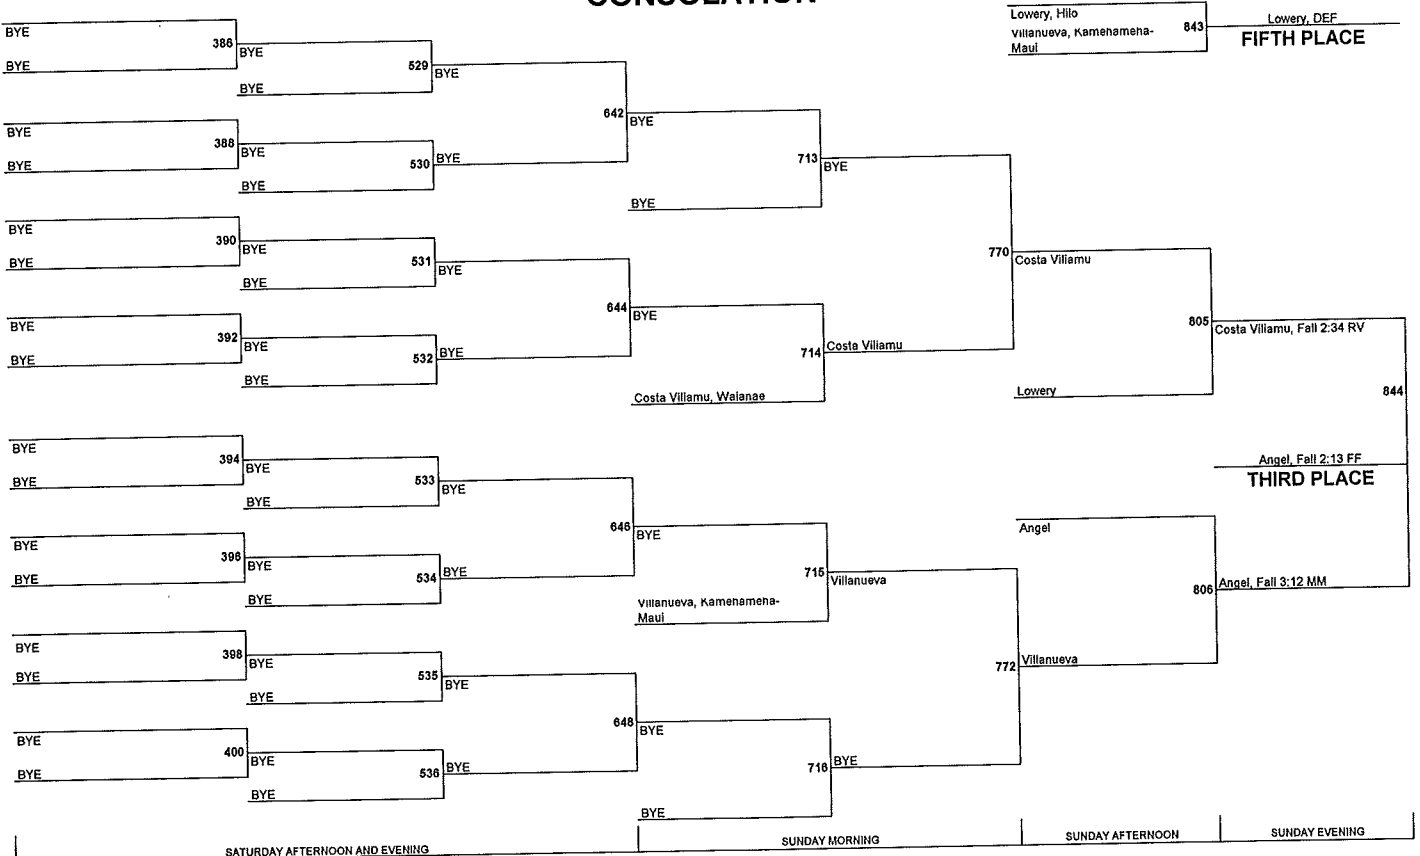 CONSOLATION
Lowery, Hilo
Villanueva, Kamehameha-
Maui
843
Lowery, DEF
FIFTH PLACE
BYE
BYE
386
BYE
BYE
529
BYE
BYE
BYE
388
BYE
BYE
530
BYE
642
BYE
BYE
713
BYE
BYE
BYE
390
BYE
BYE
531
BYE
BYE
BYE
392
BYE
BYE
532
BYE
644
BYE
Costa Viliamu, Waianae
714
Costa Viliamu
770
Costa Viliamu
Lowery
805
Costa Viliamu, Fall 2:34 RV
844
Angel, Fall 2:13 FF
THIRD PLACE
BYE
BYE
394
BYE
BYE
533
BYE
BYE
BYE
396
BYE
BYE
534
BYE
646
BYE
Villanueva, Kamehameha-
Maui
715
Villanueva
BYE
BYE
398
BYE
BYE
535
BYE
BYE
BYE
400
BYE
BYE
536
BYE
648
BYE
BYE
716
BYE
772
Villanueva
Angel
806
Angel, Fall 3:12 MM
SATURDAY AFTERNOON AND EVENING
SUNDAY MORNING
SUNDAY AFTERNOON
SUNDAY EVENING